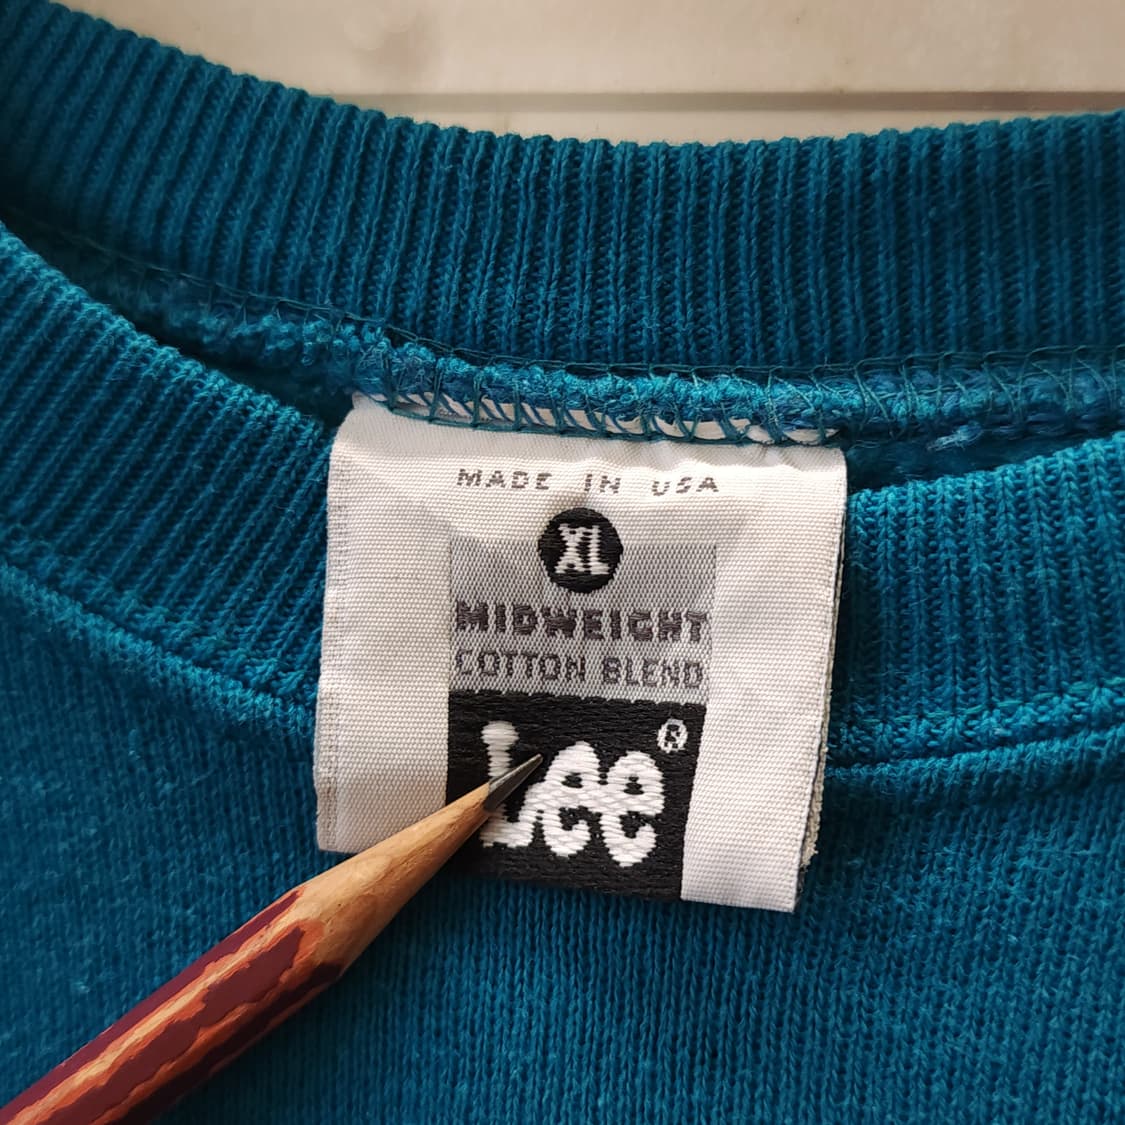 MADE IN USA
XL
MIDWEIGHT
COTTON BLEND
Lee®